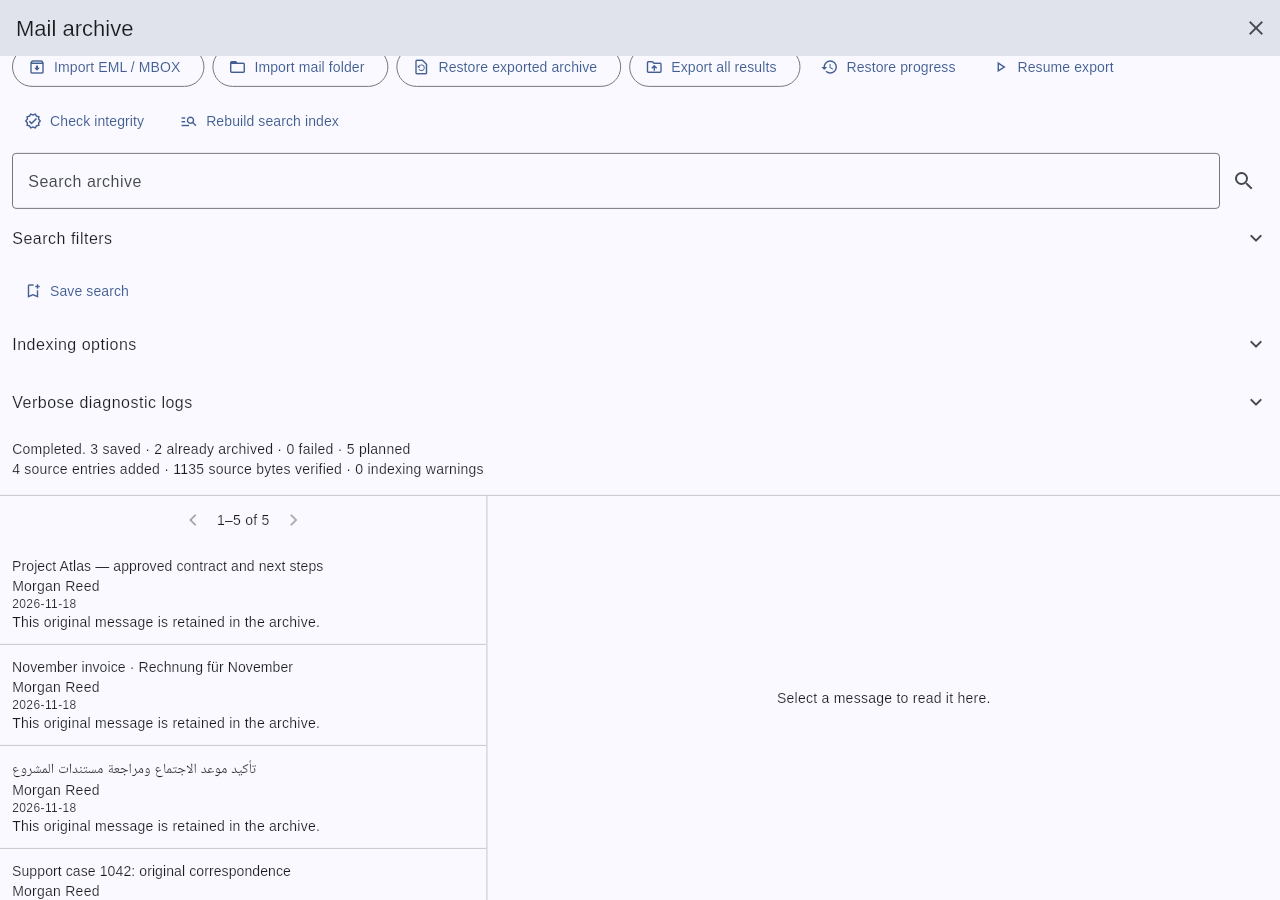 Mail archive
Import EML / MBOX
Import mail folder
Restore exported archive
Export all results
Restore progress
Resume export
Check integrity
Rebuild search index
Search archive
Search filters
Save search
Indexing options
Verbose diagnostic logs
Completed. 3 saved · 2 already archived · 0 failed · 5 planned
4 source entries added · 1135 source bytes verified · 0 indexing warnings
1–5 of 5
Project Atlas — approved contract and next steps
Morgan Reed
2026-11-18
This original message is retained in the archive.
November invoice · Rechnung für November
Morgan Reed
2026-11-18
This original message is retained in the archive.
تأكيد موعد الاجتماع ومراجعة مستندات المشروع
Morgan Reed
2026-11-18
This original message is retained in the archive.
Support case 1042: original correspondence
Morgan Reed
Select a message to read it here.